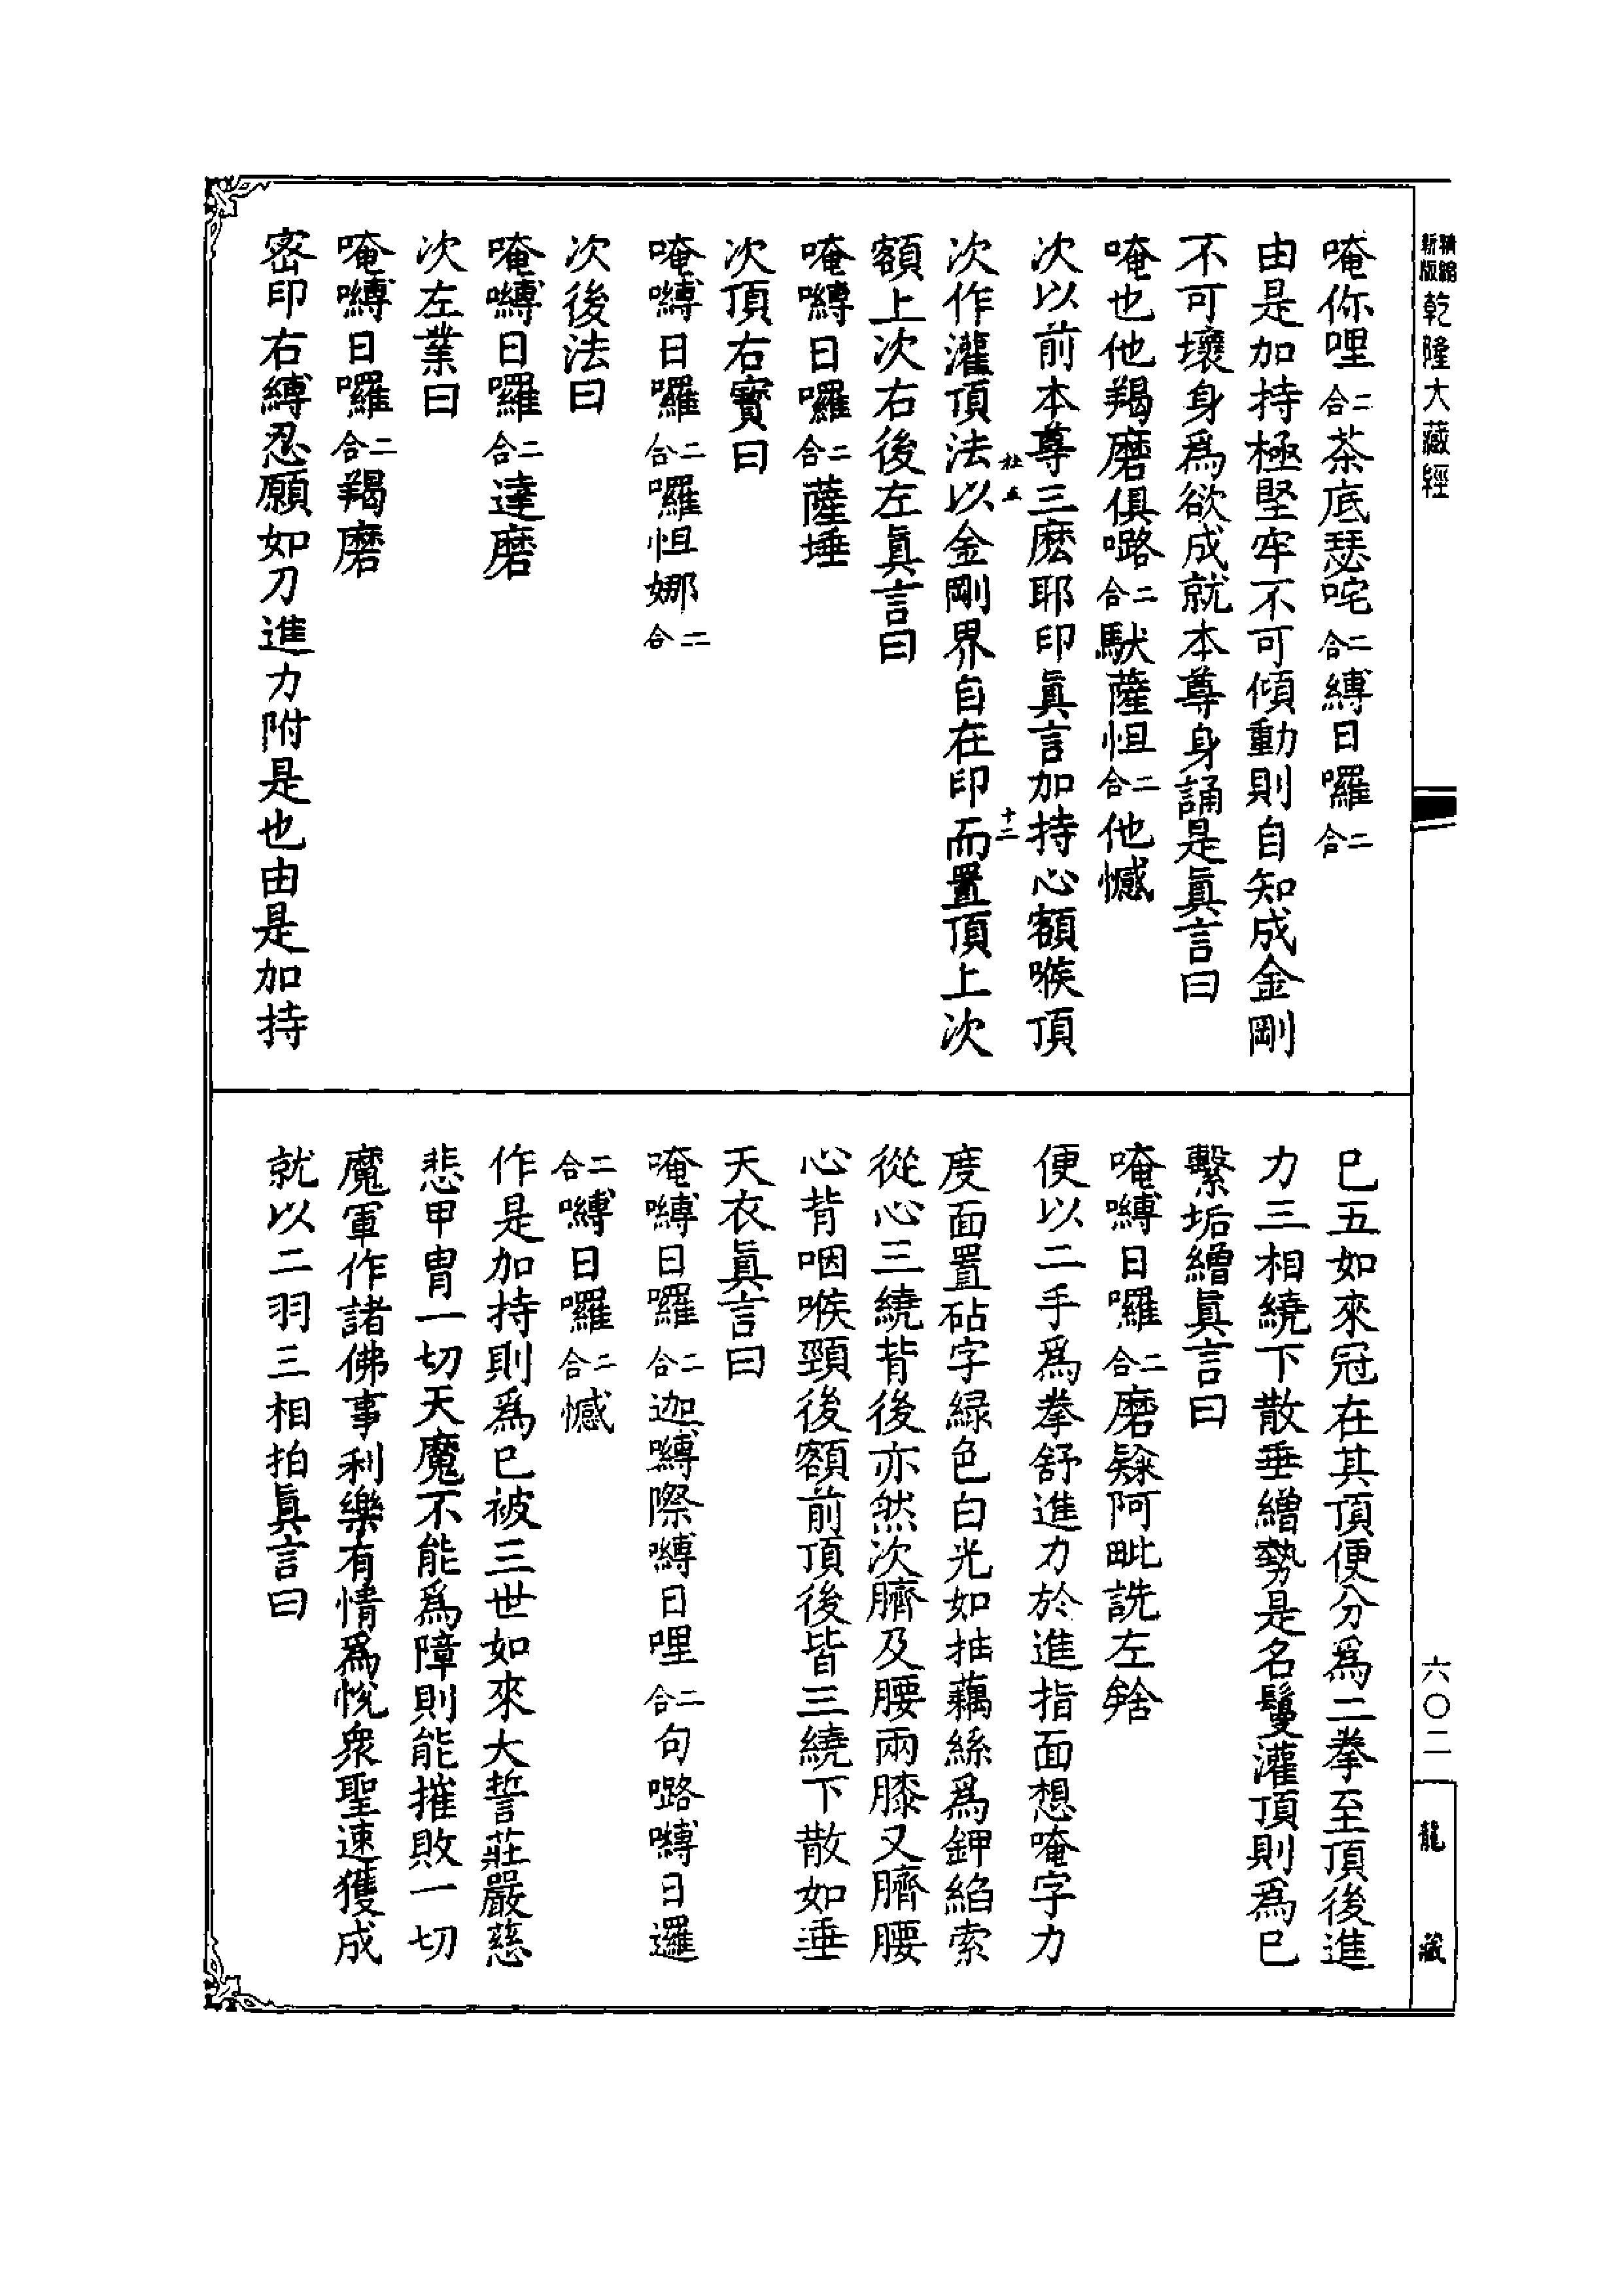 新版 精縮 乾隆大藏經
六〇二
龍藏
唵你哩二合茶底瑟咤二合縛日囉二合
由是加持極堅牢不可傾動則自知成金剛
不可壞身爲欲成就本尊身誦是眞言曰
唵也他羯磨俱嚕二合馱薩怛二合他憾
次以前本尊三麽耶印眞言加持心額喉頂
十二
次作灌頂法以金剛界自在印而置頂上次
額上次右後左眞言曰
唵嚩日囉二合薩埵
次頂右寳曰
唵嚩日囉二合囉怛娜二合
次後法曰
唵嚩日囉二合達磨
次左業曰
唵嚩日囉二合羯磨
密印右縛忍願如刀進力附是也由是加持
已五如來冠在其頂便分爲二拳至頂後進
力三相繞下散垂繒勢是名鬘灌頂則爲已
繫垢繒眞言曰
唵嚩日囉二合磨阿毗詵左
便以二手爲拳舒進力於進指面想唵字力
度面置砧字緑色白光如抽藕絲爲鉀紹索
從心三繞背後亦然次臍及腰兩膝又臍腰
心背咽喉頸後額前頂後皆三繞下散如垂
天衣眞言曰
唵嚩日囉二合迦嚩際嚩日哩二合句嚕嚩日邏
二合嚩日囉二合憾
作是加持則爲已被三世如來大誓莊嚴慈
悲甲冑一切天魔不能爲障則能摧敗一切
魔軍作諸佛事利樂有情爲悅衆聖速獲成
就以二羽三相拍眞言曰